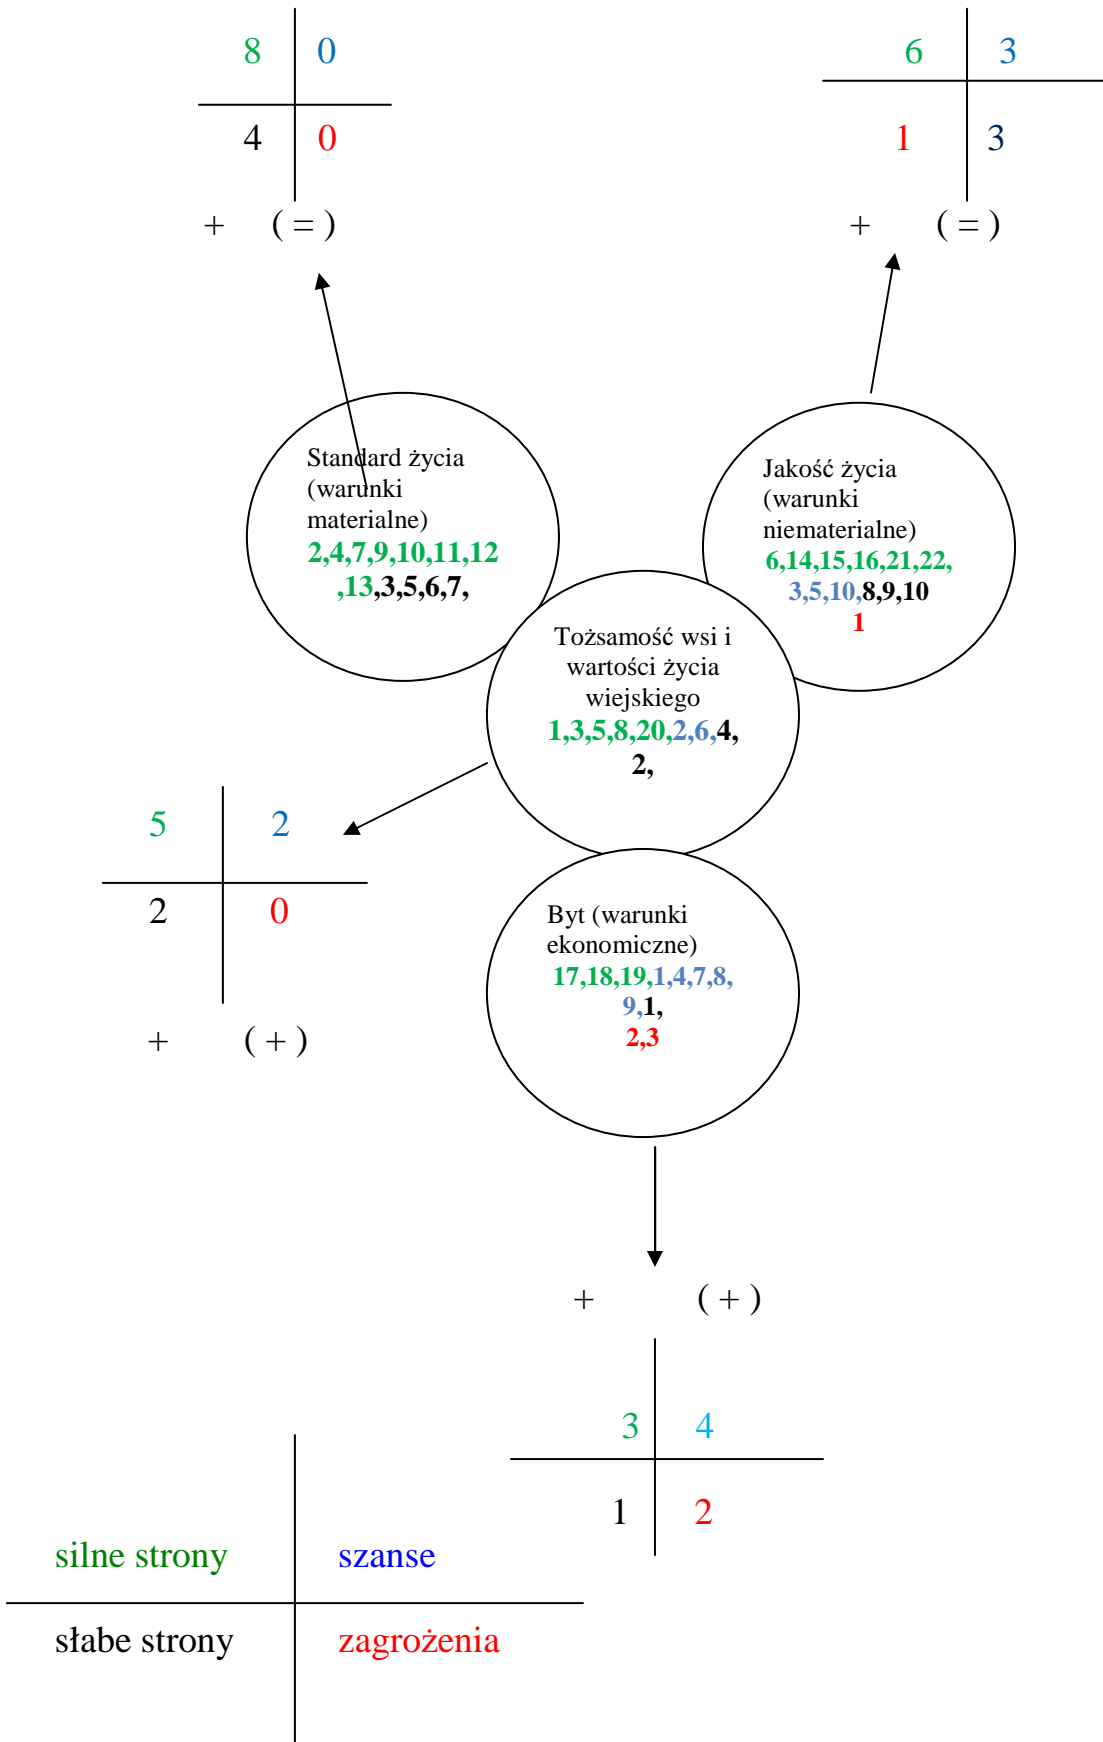 8 0
4 0
+ ( = )
6 3
1 3
+ ( = )
Standard życia
(warunki
materialne)
2,4,7,9,10,11,12
,13,3,5,6,7,
Jakość życia
(warunki
niematerialne)
6,14,15,16,21,22,
3,5,10,8,9,10
1
Tożsamość wsi i
wartości życia
wiejskiego
1,3,5,8,20,2,6,4,
2,
5 2
2 0
+ ( + )
Byt (warunki
ekonomiczne)
17,18,19,1,4,7,8,
9,1,
2,3
+ ( + )
3 4
1 2
silne strony szanse
słabe strony zagrożenia